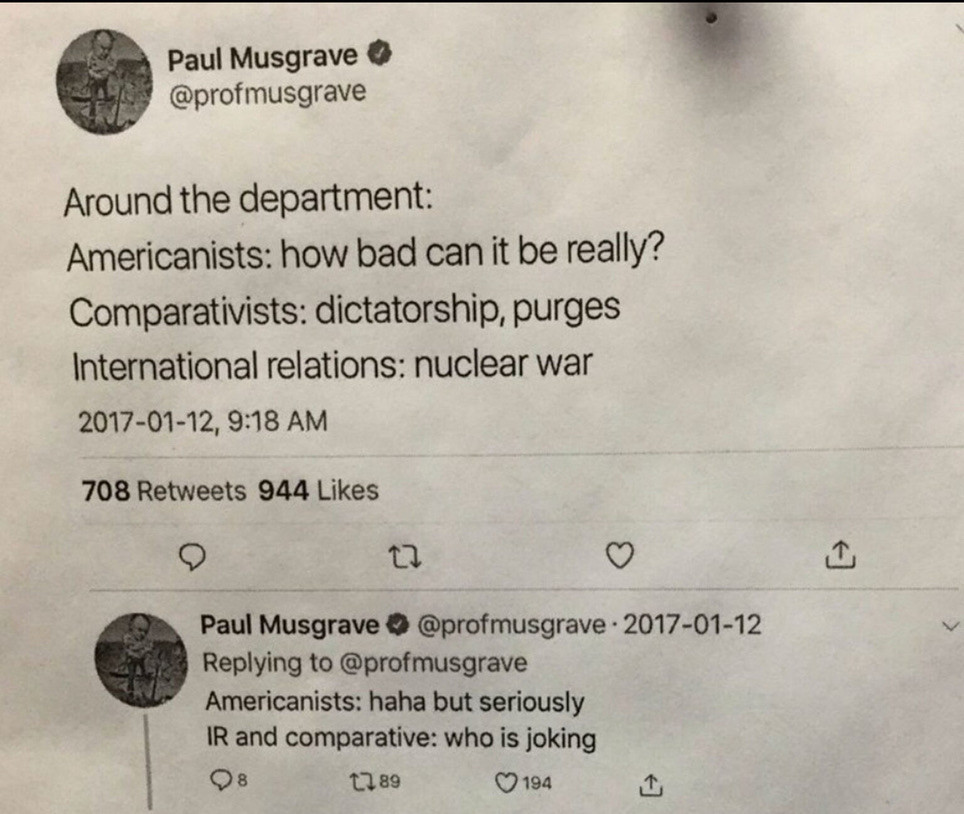 Paul Musgrave
@profmusgrave
Around the department:
Americanists: how bad can it be really?
Comparativists: dictatorship, purges
International relations: nuclear war
2017-01-12, 9:18 AM
708 Retweets 944 Likes
Paul Musgrave @profmusgrave · 2017-01-12
Replying to @profmusgrave
Americanists: haha but seriously
IR and comparative: who is joking
8 89 194